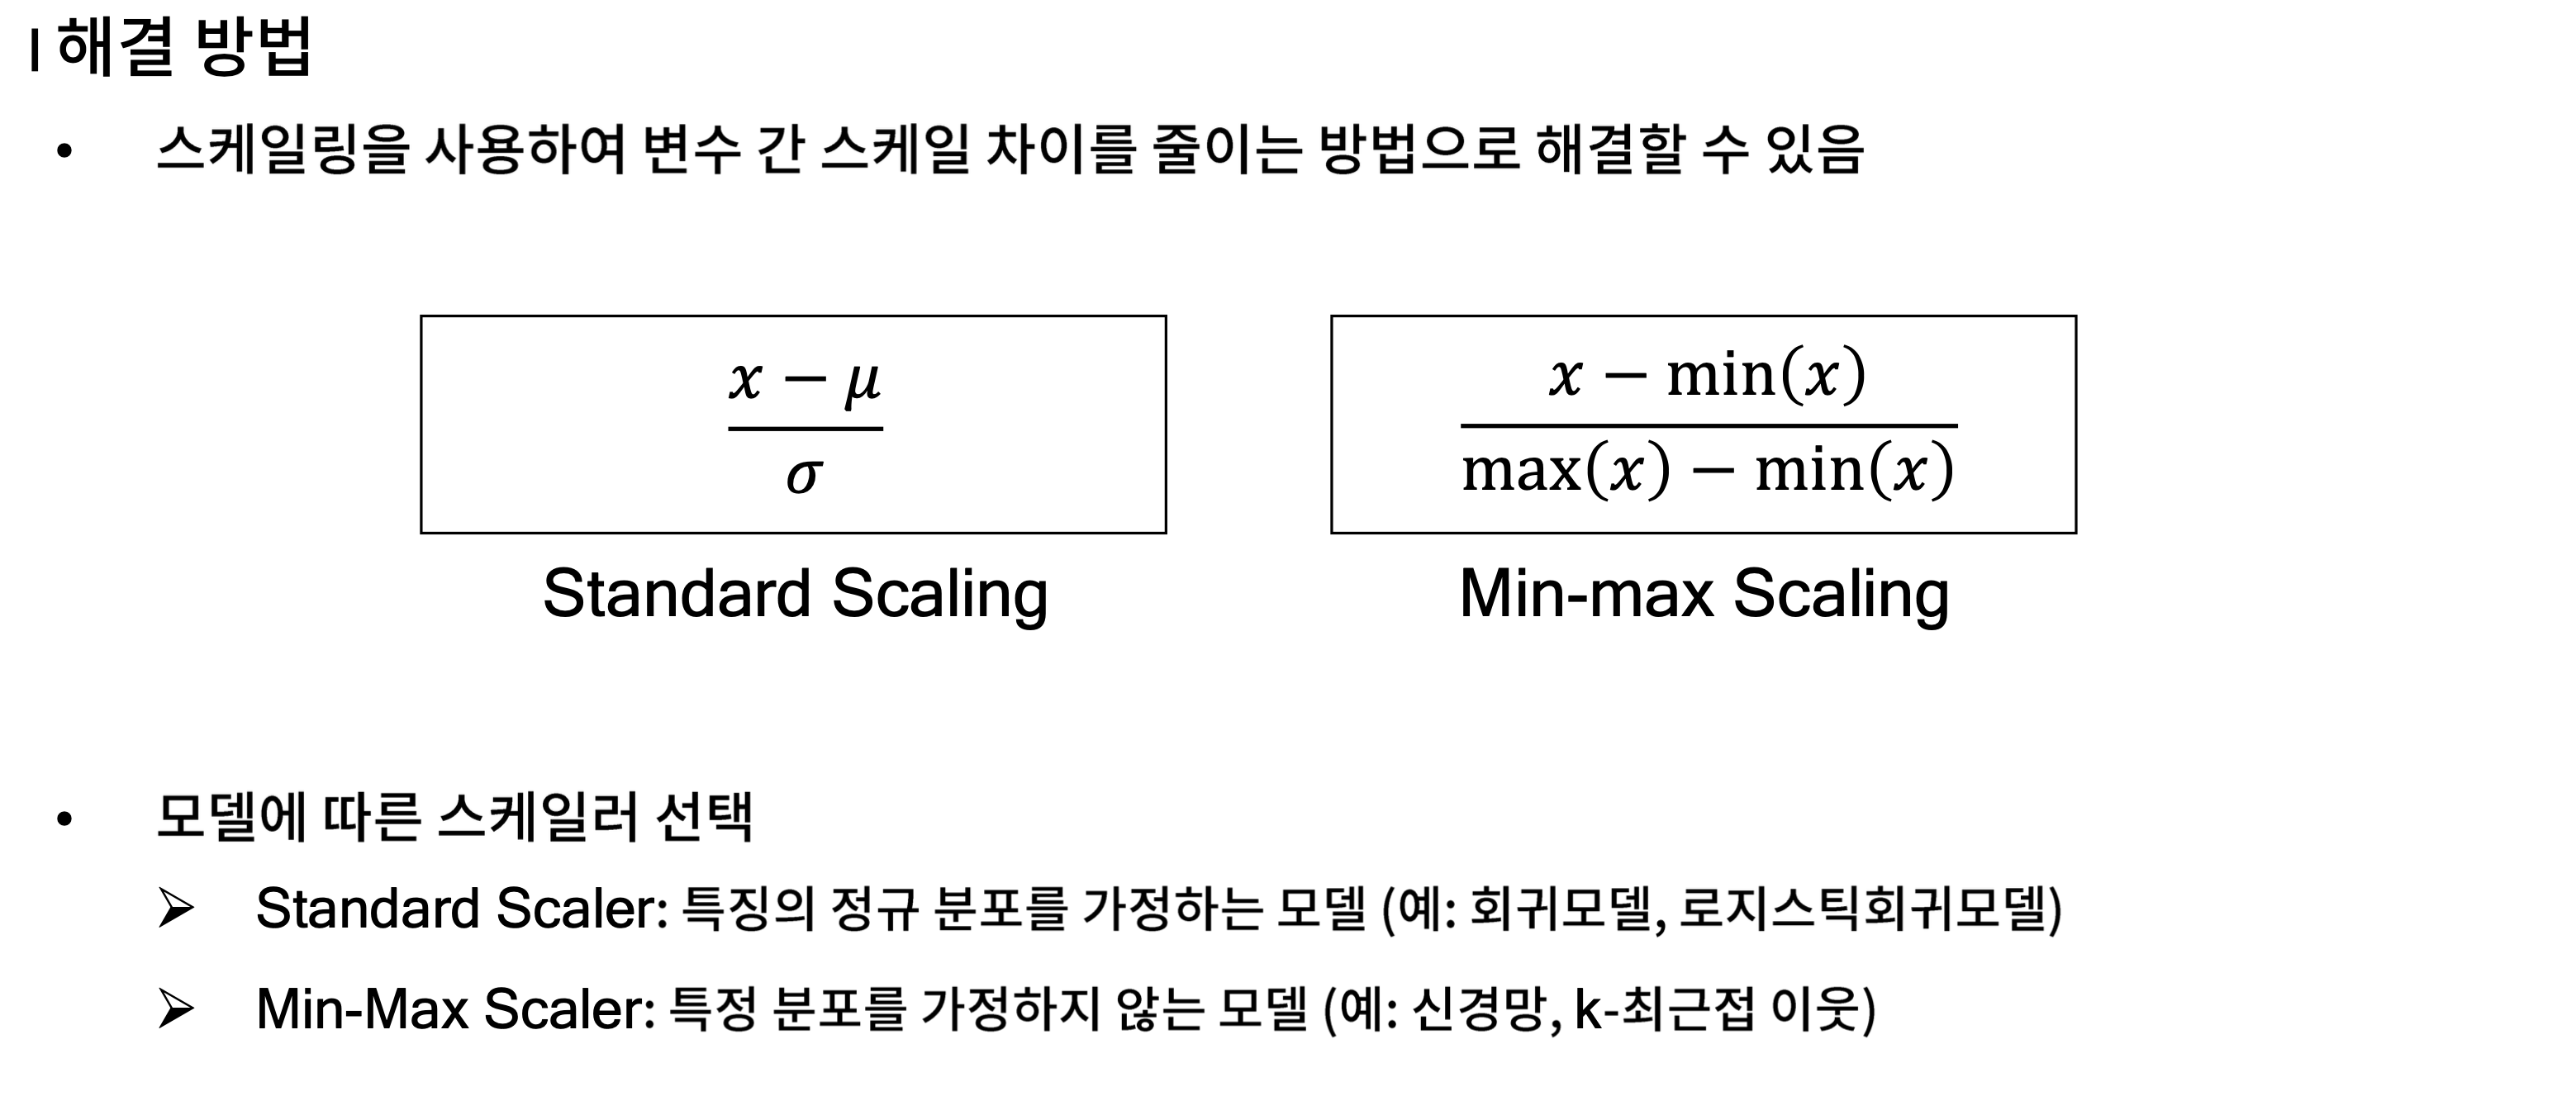 | 해결 방법
• 스케일링을 사용하여 변수 간 스케일 차이를 줄이는 방법으로 해결할 수 있음
x − μ
σ
x − min(x)
max(x) − min(x)
Standard Scaling
Min-max Scaling
• 모델에 따른 스케일러 선택
➢ Standard Scaler: 특징의 정규 분포를 가정하는 모델 (예: 회귀모델, 로지스틱회귀모델)
➢ Min-Max Scaler: 특정 분포를 가정하지 않는 모델 (예: 신경망, k-최근접 이웃)